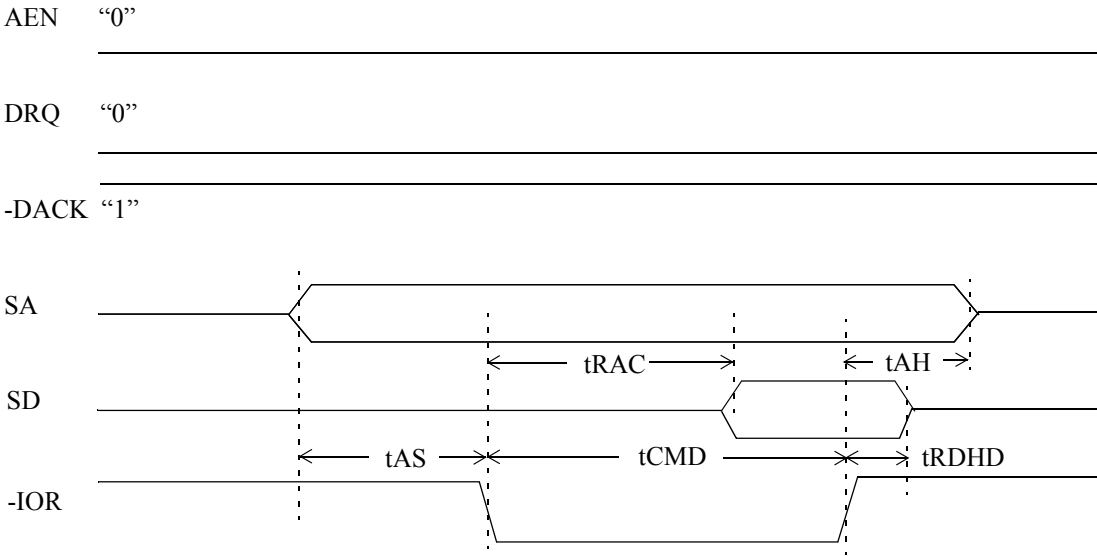 AEN “0”
DRQ “0”
-DACK “1”
SA
tRAC
tAH
SD
tAS
tCMD
tRDHD
-IOR